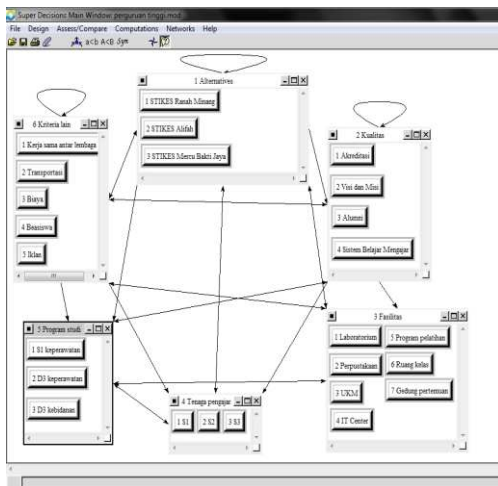 Super Decisions Main Window: perguruan tinggi.mod
File Design Assess/Compare Computations Networks Help
a<b A<B
1 Alternatives
1 STIKES Ranah Minang
2 STIKES Alifah
3 STIKES Mercu Bakti Jaya
6 Kriteria lain
1 Kerja sama antar lembaga
2 Transportasi
3 Biaya
4 Beasiswa
5 Iklan
2 Kualitas
1 Akreditasi
2 Visi dan Misi
3 Alumni
4 Sistem Belajar Mengajar
5 Program studi
1 S1 keperawatan
2 D3 keperawatan
3 D3 kebidanan
4 Tenaga pengajar
1 S1 2 S2 3 S3
3 Fasilitas
1 Laboratorium 5 Program pelatihan
2 Perpustakaan 6 Ruang kelas
3 UKM 7 Gedung pertemuan
4 IT Center